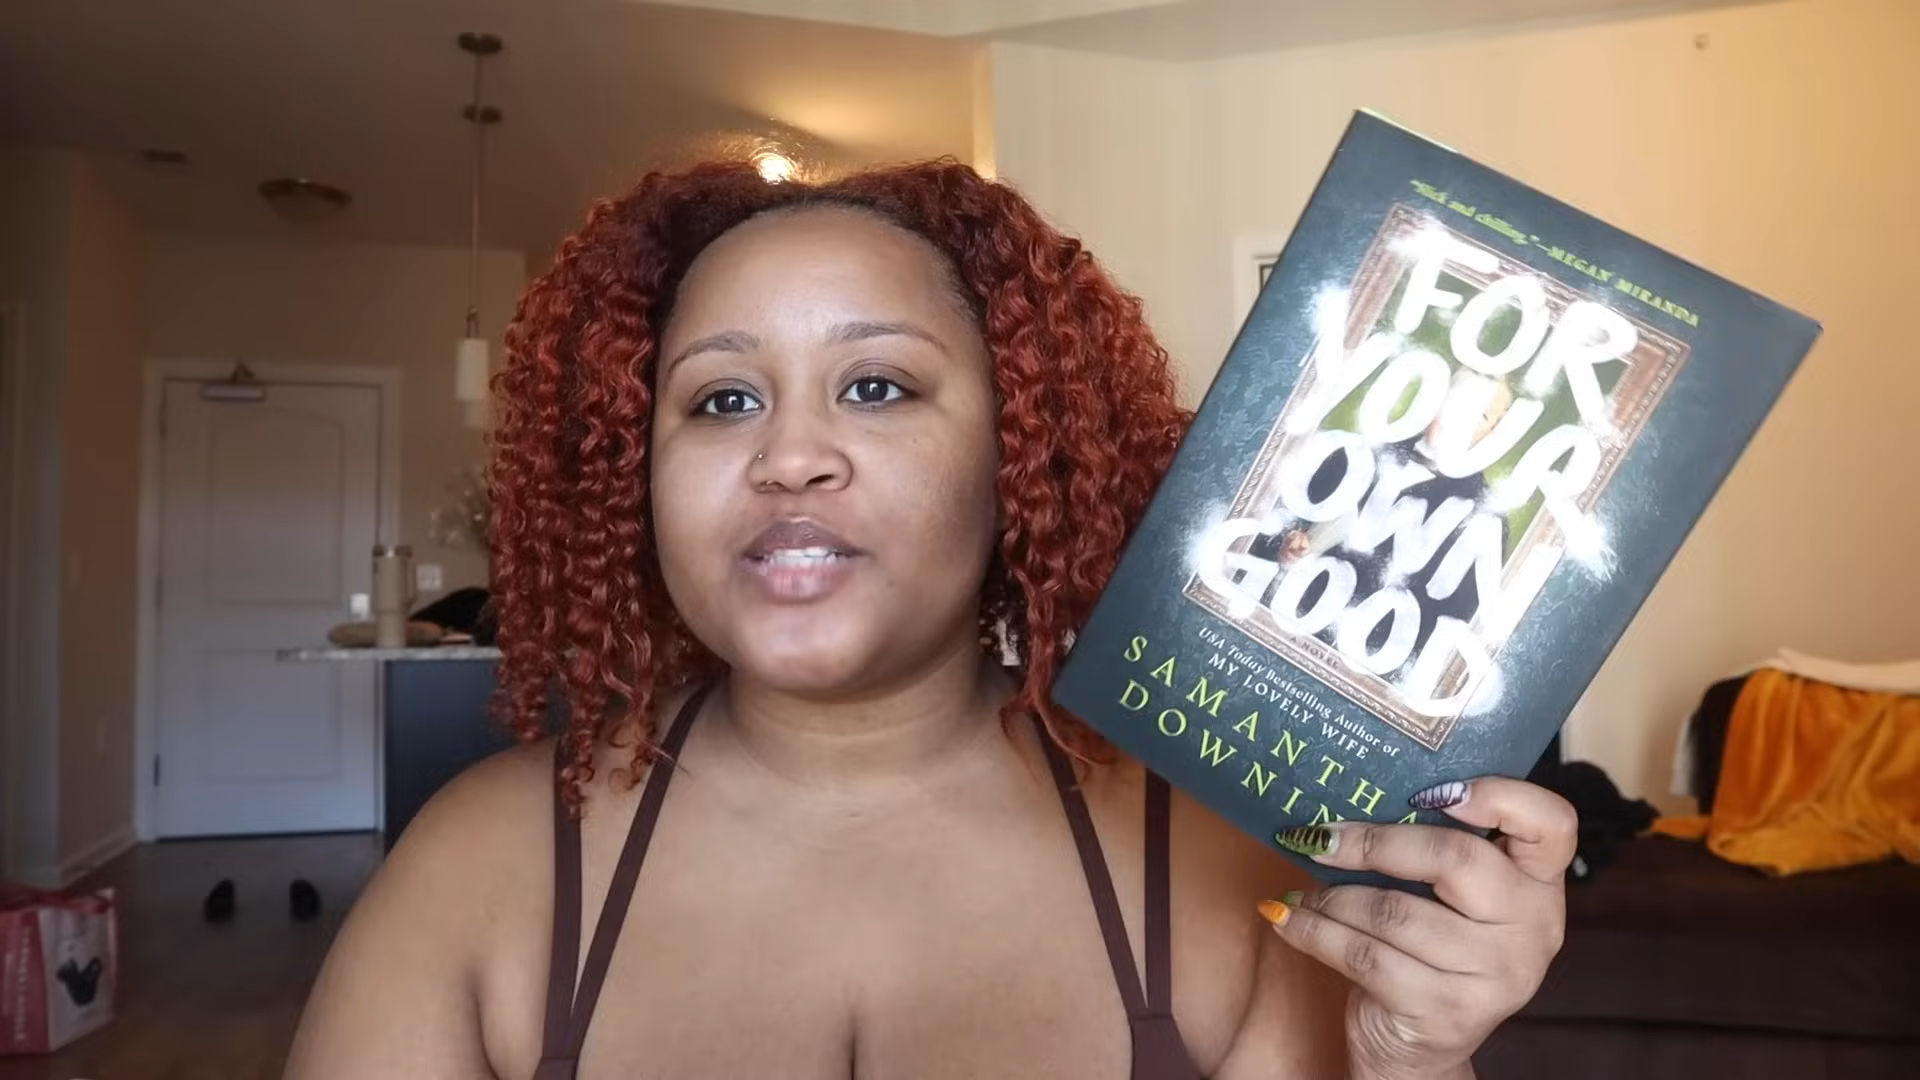 "Slick and chilling."—MEGAN MIRANDA
FOR
YOUR
OWN
GOOD
A NOVEL
USA Today Bestselling Author of
MY LOVELY WIFE
SAMANTHA
DOWNIN